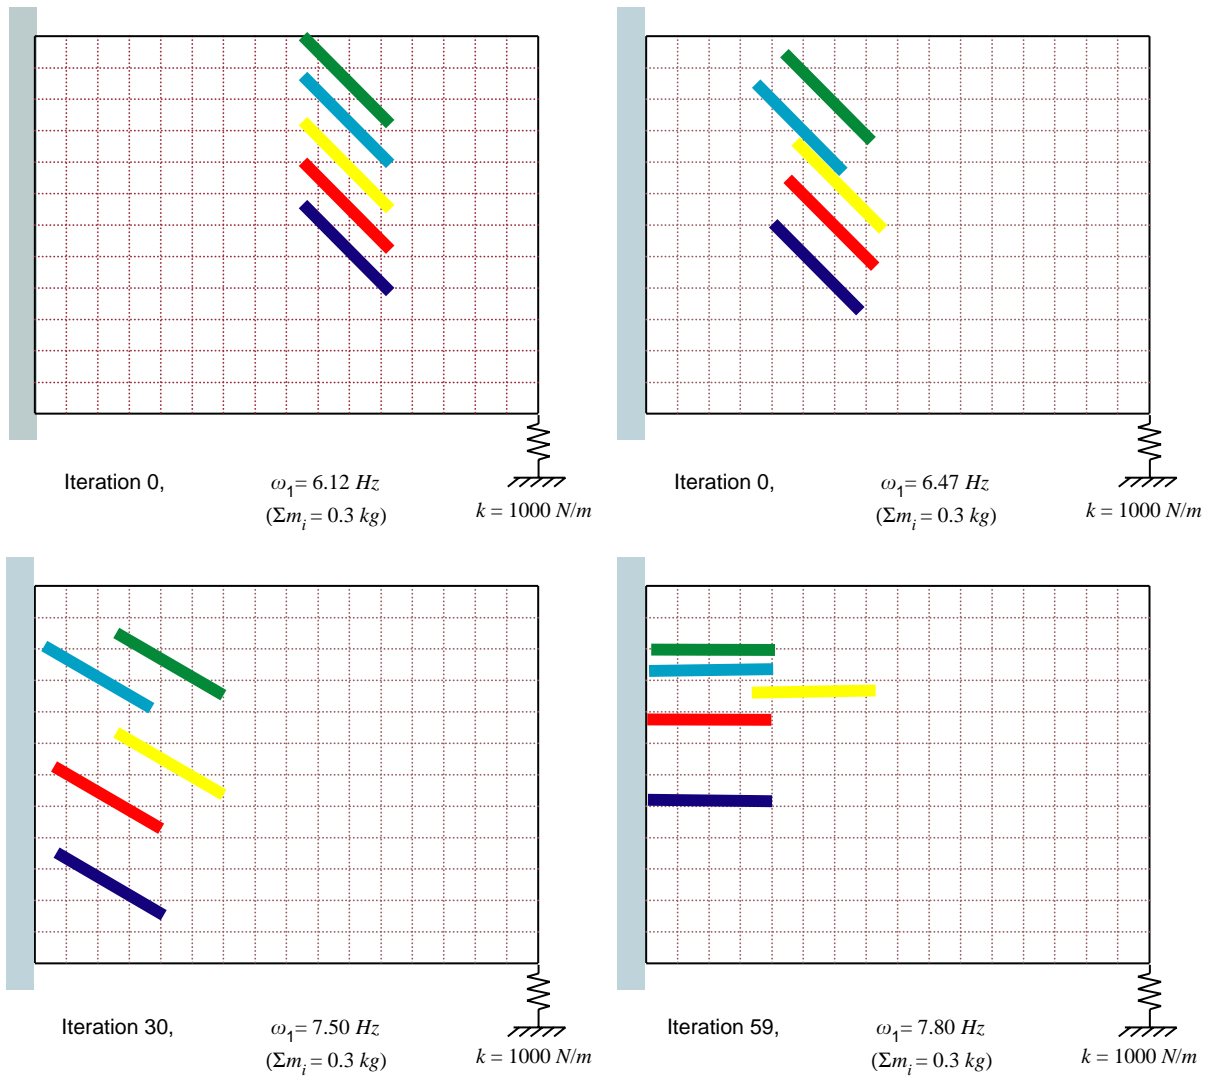 Iteration 0, ω1= 6.12 Hz
(Σmi = 0.3 kg)
k = 1000 N/m
Iteration 0, ω1= 6.47 Hz
(Σmi = 0.3 kg)
k = 1000 N/m
Iteration 30, ω1= 7.50 Hz
(Σmi = 0.3 kg)
k = 1000 N/m
Iteration 59, ω1= 7.80 Hz
(Σmi = 0.3 kg)
k = 1000 N/m